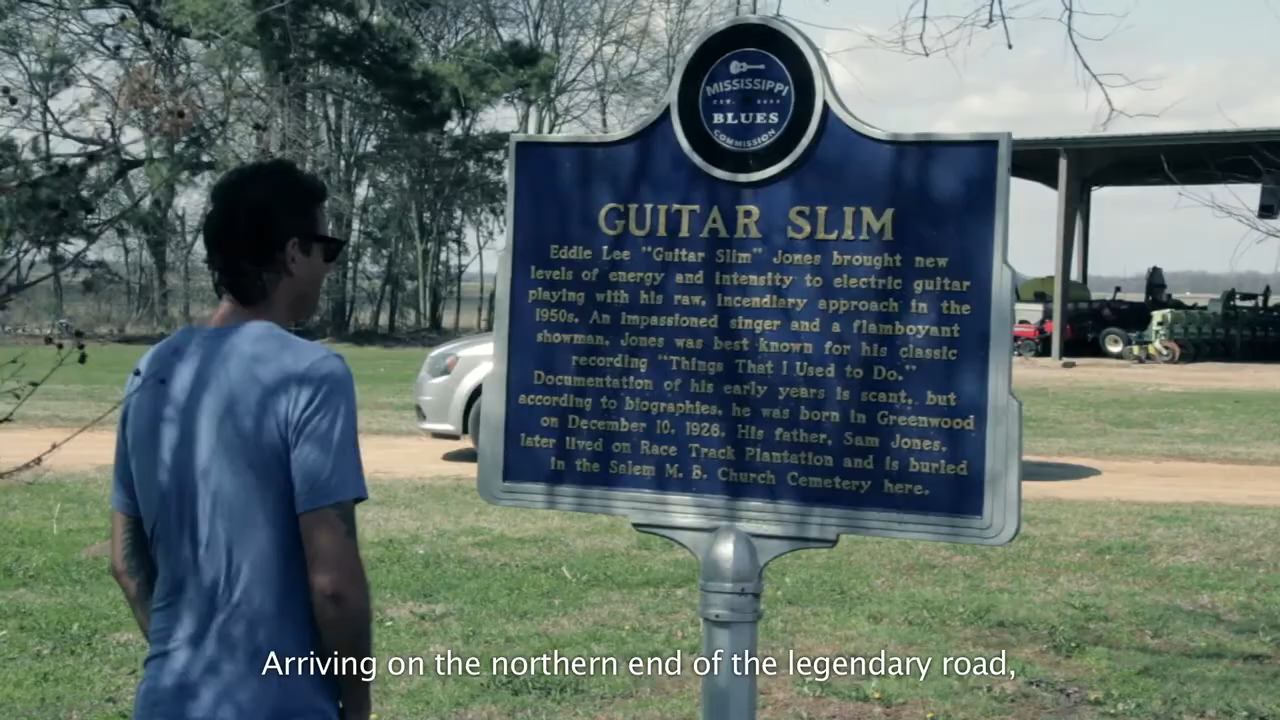 MISSISSIPPI
BLUES
COMMISSION
GUITAR SLIM
Eddie Lee "Guitar Slim" Jones brought new
levels of energy and intensity to electric guitar
playing with his raw, incendiary approach in the
1950s. An impassioned singer and a flamboyant
showman, Jones was best known for his classic
recording "Things That I Used to Do."
Documentation of his early years is scant, but
according to biographies, he was born in Greenwood
on December 10, 1926. His father, Sam Jones,
later lived on Race Track Plantation and is buried
in the Salem M. B. Church Cemetery here.
Arriving on the northern end of the legendary road,